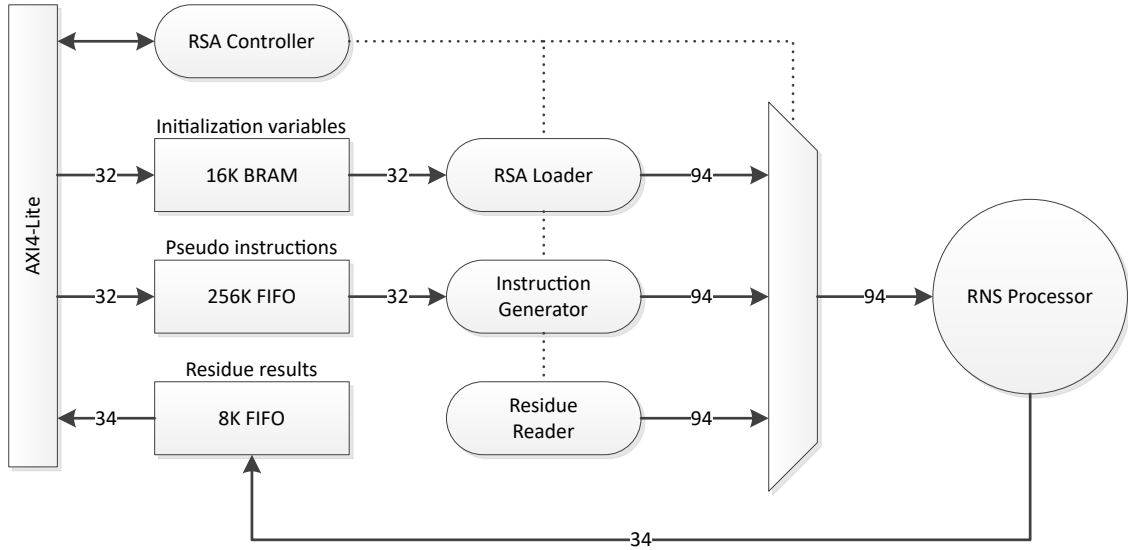 AXI4-Lite
RSA Controller
Initialization variables
32
16K BRAM
32
RSA Loader
94
Pseudo instructions
32
256K FIFO
32
Instruction
Generator
94
94
RNS Processor
Residue results
34
8K FIFO
Residue
Reader
94
34